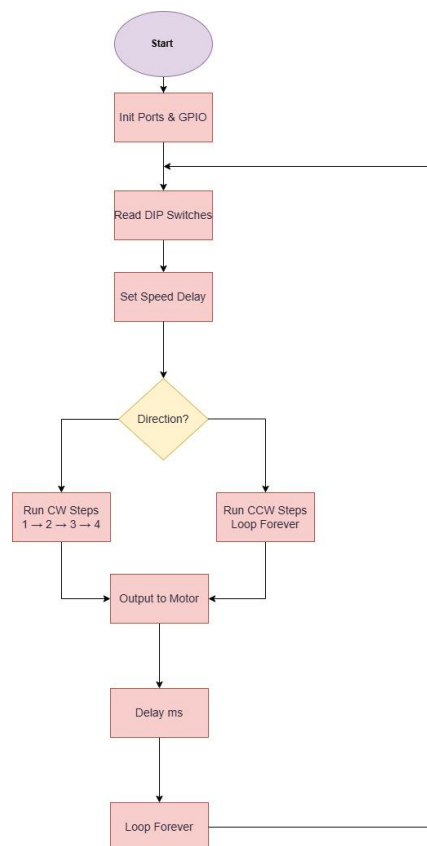 Start
Init Ports & GPIO
Read DIP Switches
Set Speed Delay
Direction?
Run CW Steps
1 → 2 → 3 → 4
Run CCW Steps
Loop Forever
Output to Motor
Delay ms
Loop Forever